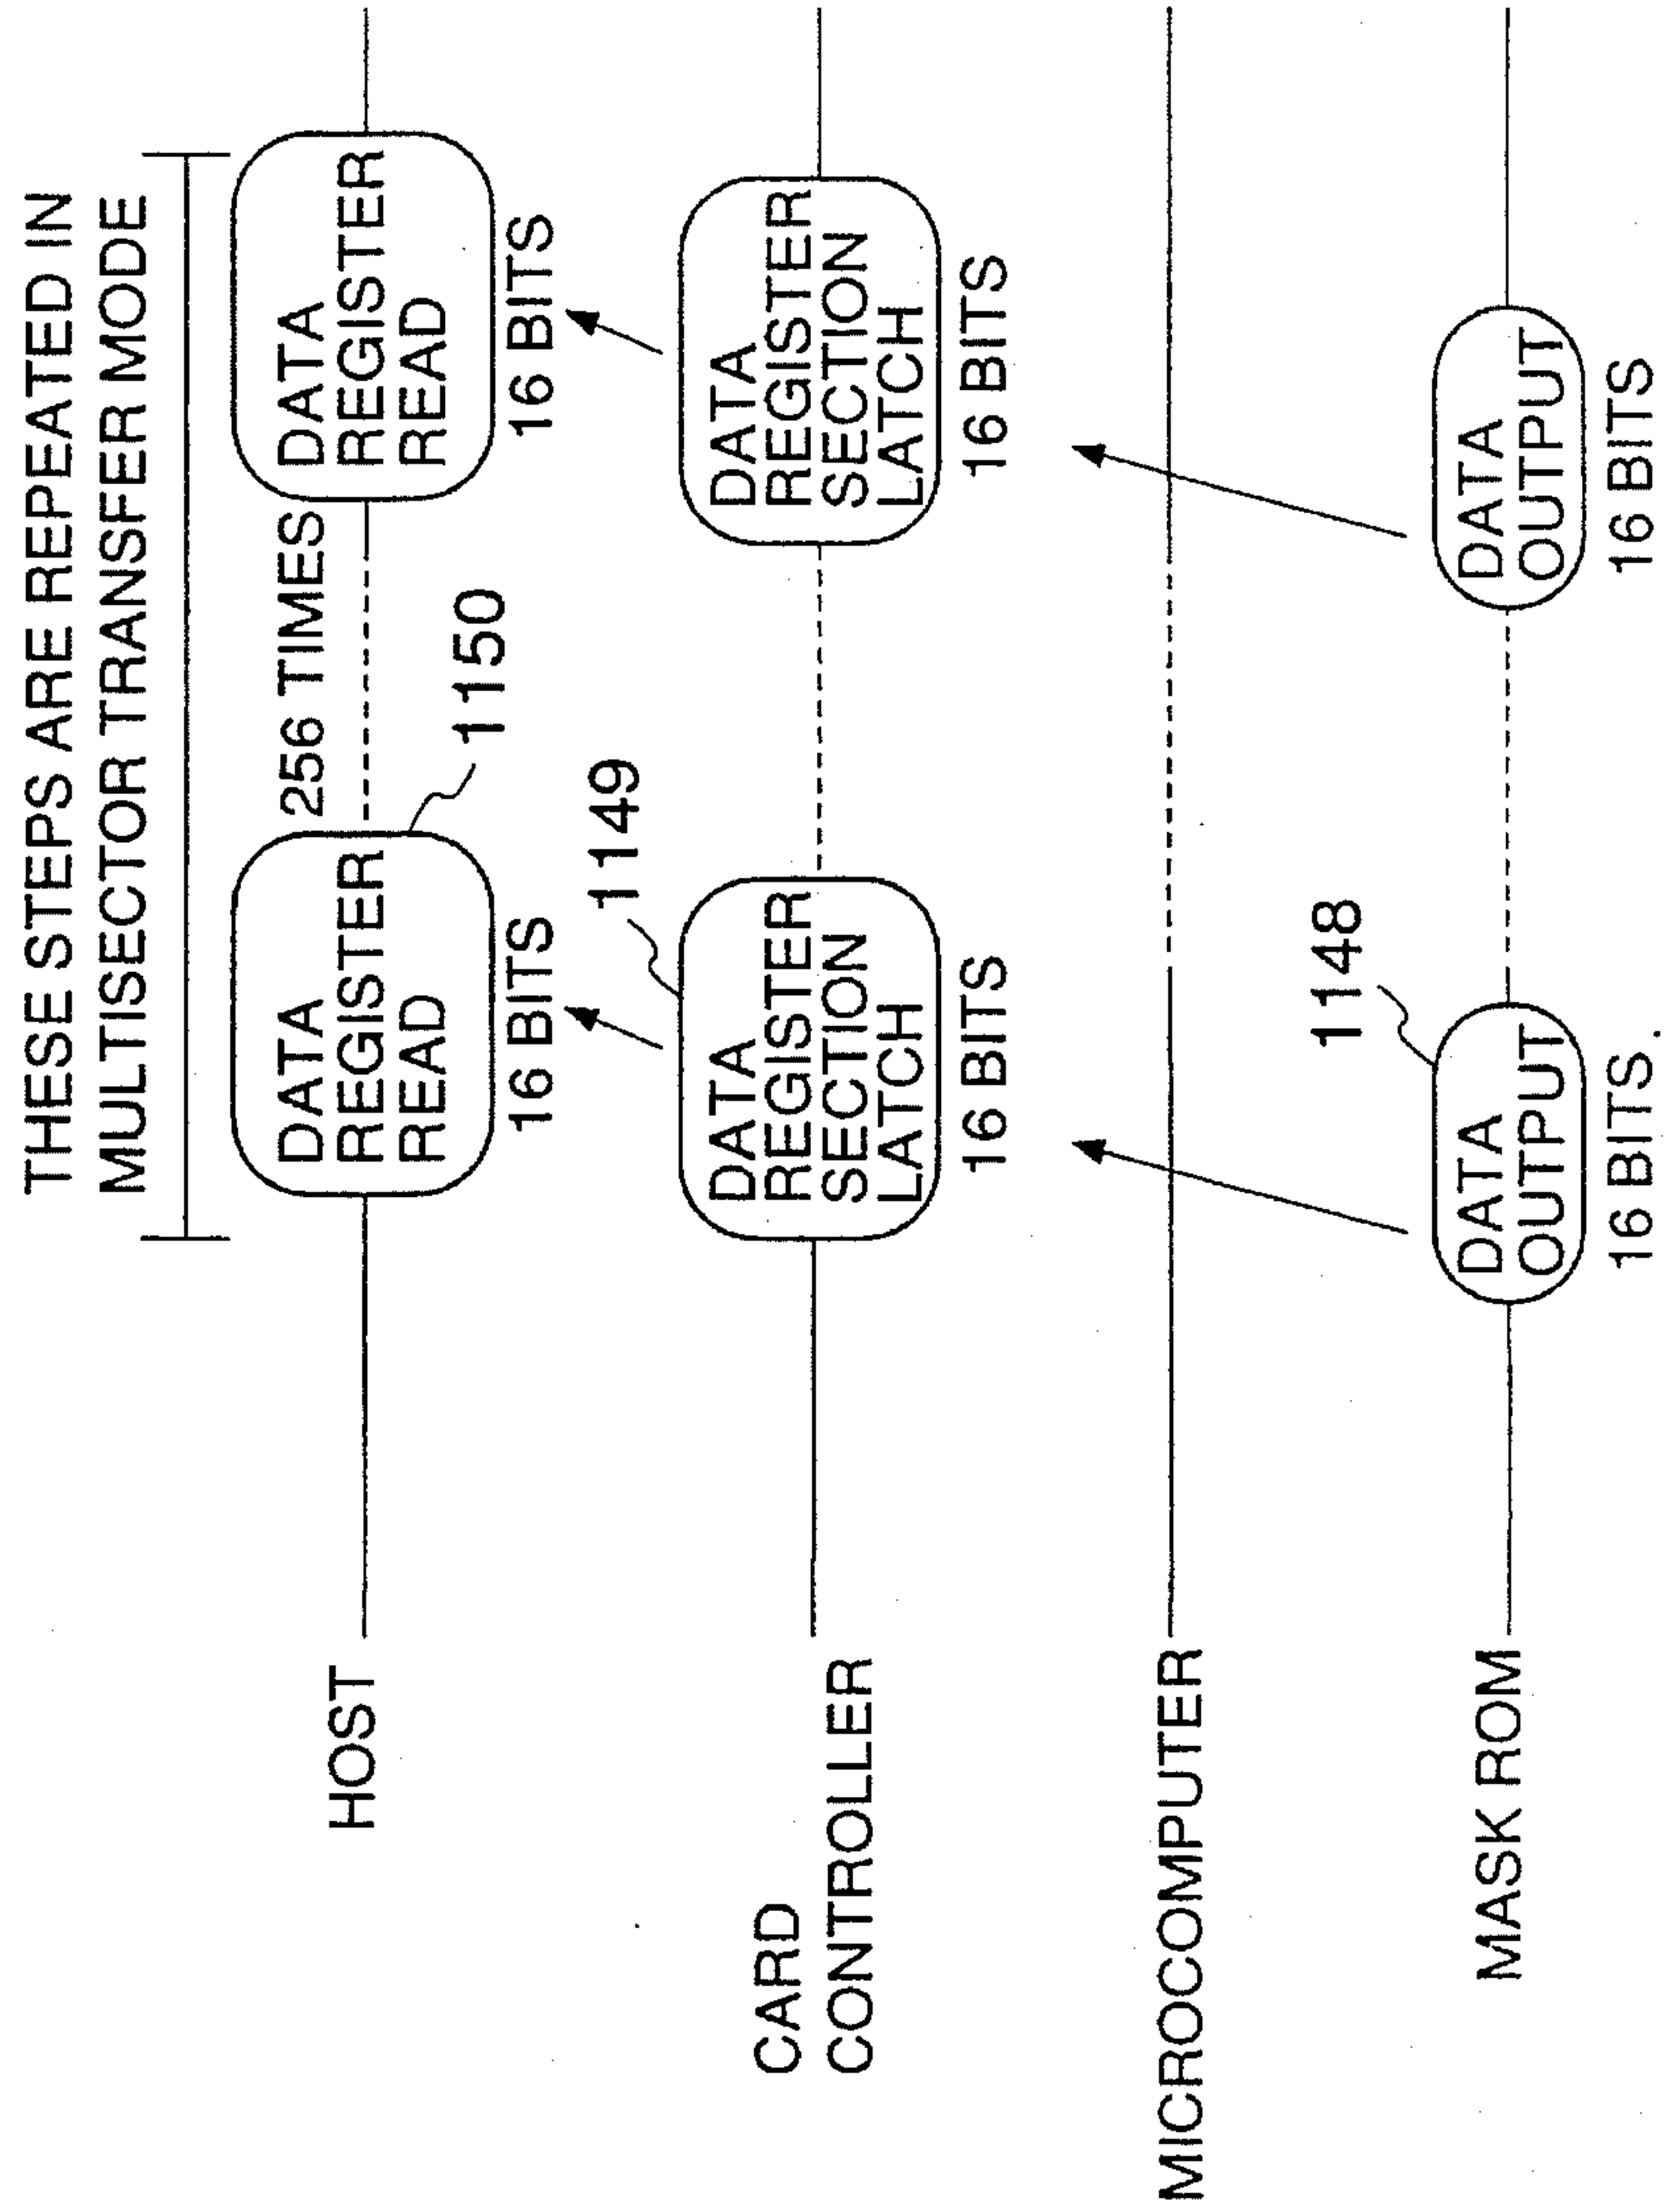 THESE STEPS ARE REPEATED IN
MULTISECTOR TRANSFER MODE
HOST
DATA
REGISTER
READ
16 BITS
256 TIMES
1150
DATA
REGISTER
READ
16 BITS
CARD
CONTROLLER
1149
DATA
REGISTER
SECTION
LATCH
16 BITS
DATA
REGISTER
SECTION
LATCH
16 BITS
MICROCOMPUTER
MASK ROM
1148
DATA
OUTPUT
16 BITS
DATA
OUTPUT
16 BITS